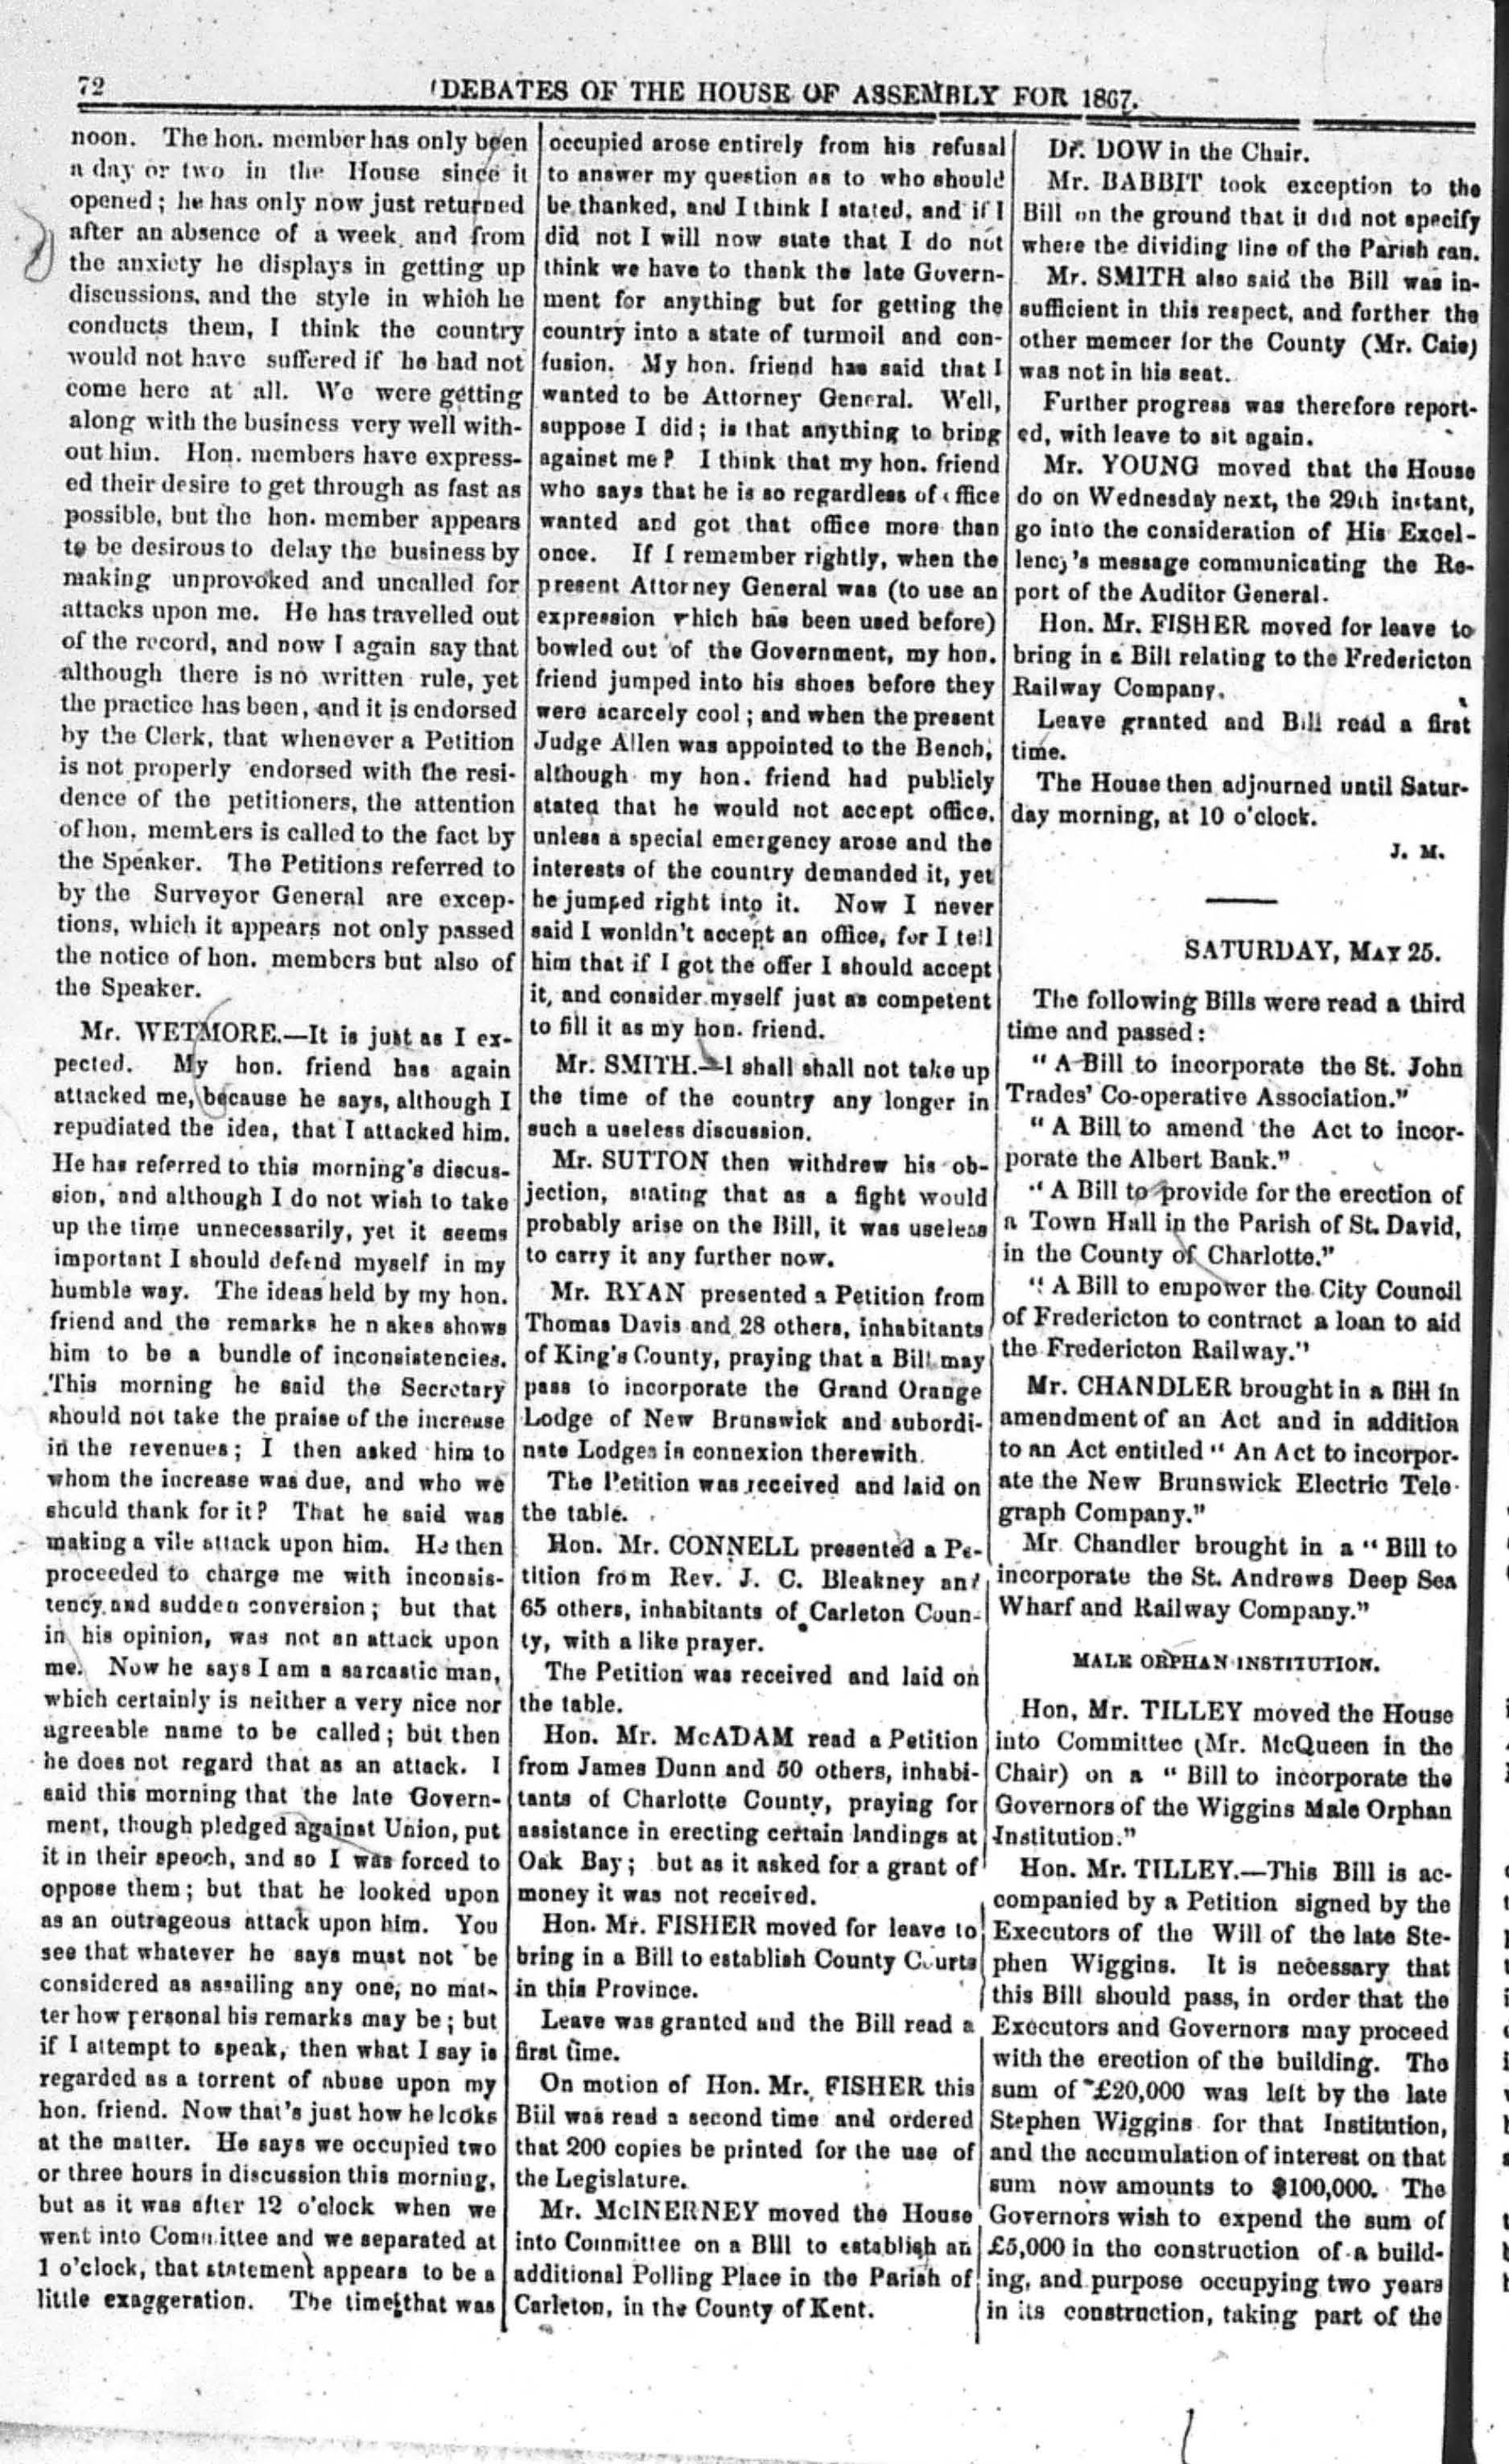 72
DEBATES OF THE HOUSE OF ASSEMBLY FOR 1867.
noon. The hon. member has only been
a day or two in the House since it
opened; he has only now just returned
after an absence of a week, and from
the anxiety he displays in getting up
discussions, and the style in which he
conducts them, I think the country
would not have suffered if he had not
come here at all. We were getting
along with the business very well with-
out him. Hon. members have express-
ed their desire to get through as fast as
possible, but the hon. member appears
to be desirous to delay the business by
making unprovoked and uncalled for
attacks upon me. He has travelled out
of the record, and now I again say that
although there is no written rule, yet
the practice has been, and it is endorsed
by the Clerk, that whenever a Petition
is not properly endorsed with the resi-
dence of the petitioners, the attention
of hon. members is called to the fact by
the Speaker. The Petitions referred to
by the Surveyor General are excep-
tions, which it appears not only passed
the notice of hon. members but also of
the Speaker.
Mr. WETMORE.—It is just as I ex-
pected. My hon. friend has again
attacked me, because he says, although I
repudiated the idea, that I attacked him.
He has referred to this morning's discus-
sion, and although I do not wish to take
up the time unnecessarily, yet it seems
important I should defend myself in my
humble way. The ideas held by my hon.
friend and the remarks he n akes shows
him to be a bundle of inconsistencies.
This morning he said the Secretary
should not take the praise of the increase
in the revenues; I then asked him to
whom the increase was due, and who we
should thank for it? That he said was
making a vile attack upon him. He then
proceeded to charge me with inconsis-
tency and sudden conversion; but that
in his opinion, was not an attack upon
me. Now he says I am a sarcastic man,
which certainly is neither a very nice nor
agreeable name to be called; but then
he does not regard that as an attack. I
said this morning that the late Govern-
ment, though pledged against Union, put
it in their speech, and so I was forced to
oppose them; but that he looked upon
as an outrageous attack upon him. You
see that whatever he says must not be
considered as assailing any one, no mat-
ter how personal his remarks may be; but
if I attempt to speak, then what I say is
regarded as a torrent of abuse upon my
hon. friend. Now that's just how he looks
at the matter. He says we occupied two
or three hours in discussion this morning,
but as it was after 12 o'clock when we
went into Committee and we separated at
1 o'clock, that statement appears to be a
little exaggeration. The time that was
occupied arose entirely from his refusal
to answer my question as to who should
be thanked, and I think I stated, and if I
did not I will now state that I do not
think we have to thank the late Govern-
ment for anything but for getting the
country into a state of turmoil and con-
fusion. My hon. friend has said that I
wanted to be Attorney General. Well,
suppose I did; is that anything to bring
against me? I think that my hon. friend
who says that he is so regardless of office
wanted and got that office more than
once. If I remember rightly, when the
present Attorney General was (to use an
expression which has been used before)
bowled out of the Government, my hon.
friend jumped into his shoes before they
were scarcely cool; and when the present
Judge Allen was appointed to the Bench,
although my hon. friend had publicly
stated that he would not accept office,
unless a special emergency arose and the
interests of the country demanded it, yet
he jumped right into it. Now I never
said I wonldn't accept an office, for I tell
him that if I got the offer I should accept
it, and consider myself just as competent
to fill it as my hon. friend.
Mr. SMITH.—I shall shall not take up
the time of the country any longer in
such a useless discussion.
Mr. SUTTON then withdrew his ob-
jection, stating that as a fight would
probably arise on the Bill, it was useless
to carry it any further now.
Mr. RYAN presented a Petition from
Thomas Davis and 28 others, inhabitants
of King's County, praying that a Bill may
pass to incorporate the Grand Orange
Lodge of New Brunswick and subordi-
nate Lodges in connexion therewith.
The Petition was received and laid on
the table.
Hon. Mr. CONNELL presented a Pe-
tition from Rev. J. C. Bleakney and
65 others, inhabitants of Carleton Coun-
ty, with a like prayer.
The Petition was received and laid on
the table.
Hon. Mr. McADAM read a Petition
from James Dunn and 50 others, inhabi-
tants of Charlotte County, praying for
assistance in erecting certain landings at
Oak Bay; but as it asked for a grant of
money it was not received.
Hon. Mr. FISHER moved for leave to
bring in a Bill to establish County Courts
in this Province.
Leave was granted and the Bill read a
first time.
On motion of Hon. Mr. FISHER this
Bill was read a second time and ordered
that 200 copies be printed for the use of
the Legislature.
Mr. McINERNEY moved the House
into Committee on a Bill to establish an
additional Polling Place in the Parish of
Carleton, in the County of Kent.
Dr. DOW in the Chair.
Mr. BABBIT took exception to the
Bill on the ground that it did not specify
where the dividing line of the Parish ran.
Mr. SMITH also said the Bill was in-
sufficient in this respect, and further the
other memcer for the County (Mr. Caie)
was not in his seat.
Further progress was therefore report-
ed, with leave to sit again.
Mr. YOUNG moved that the House
do on Wednesday next, the 29th instant,
go into the consideration of His Excel-
lency's message communicating the Re-
port of the Auditor General.
Hon. Mr. FISHER moved for leave to
bring in a Bill relating to the Fredericton
Railway Company.
Leave granted and Bill read a first
time.
The House then adjourned until Satur-
day morning, at 10 o'clock.
J. M.
SATURDAY, MAY 25.
The following Bills were read a third
time and passed:
"A Bill to incorporate the St. John
Trades' Co-operative Association."
"A Bill to amend the Act to incor-
porate the Albert Bank."
"A Bill to provide for the erection of
a Town Hall in the Parish of St. David,
in the County of Charlotte."
"A Bill to empower the City Council
of Fredericton to contract a loan to aid
the Fredericton Railway."
Mr. CHANDLER brought in a Bill in
amendment of an Act and in addition
to an Act entitled "An Act to incorpor-
ate the New Brunswick Electric Tele-
graph Company."
Mr Chandler brought in a "Bill to
incorporate the St. Andrews Deep Sea
Wharf and Railway Company."
MALE ORPHAN INSTITUTION.
Hon, Mr. TILLEY moved the House
into Committee (Mr. McQueen in the
Chair) on a "Bill to incorporate the
Governors of the Wiggins Male Orphan
Institution."
Hon. Mr. TILLEY.—This Bill is ac-
companied by a Petition signed by the
Executors of the Will of the late Ste-
phen Wiggins. It is necessary that
this Bill should pass, in order that the
Executors and Governors may proceed
with the erection of the building. The
sum of £20,000 was left by the late
Stephen Wiggins for that Institution,
and the accumulation of interest on that
sum now amounts to $100,000. The
Governors wish to expend the sum of
£5,000 in the construction of a build-
ing, and purpose occupying two years
in its construction, taking part of the